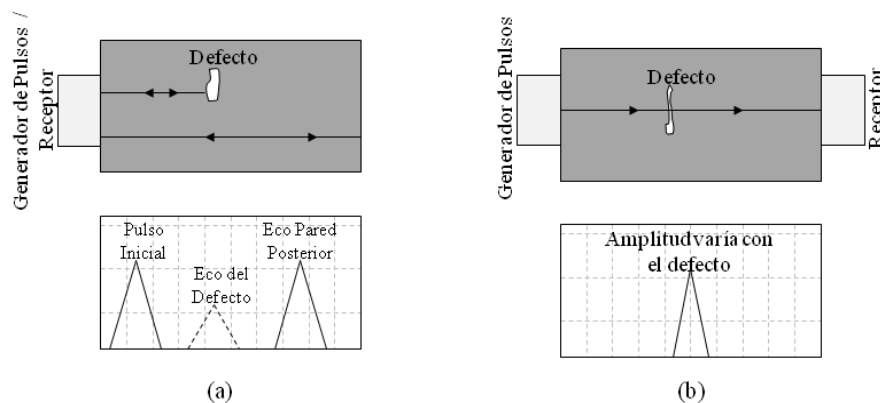 Generador de Pulsos /
Receptor
Defecto
Pulso
Inicial
Eco del
Defecto
Eco Pared
Posterior
(a)
Generador de Pulsos
Defecto
Receptor
Amplitud varía con
el defecto
(b)